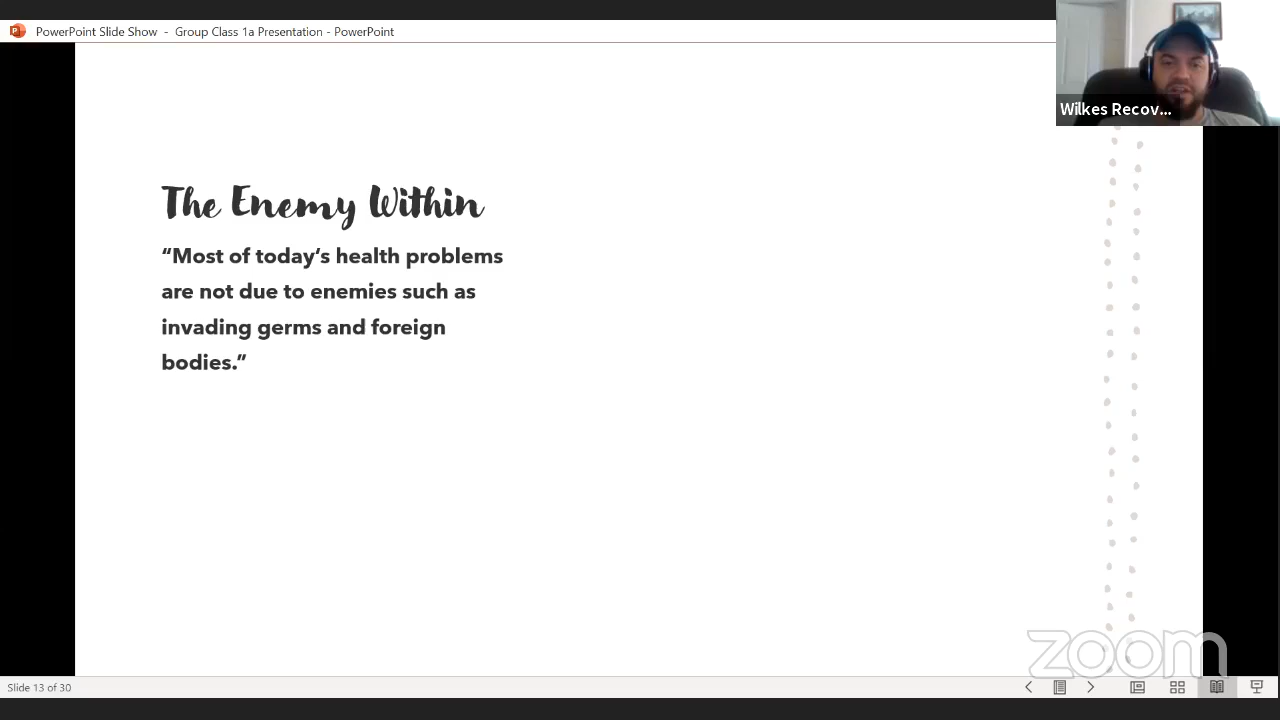 PowerPoint Slide Show - Group Class 1a Presentation - PowerPoint
Wilkes Recov...
The Enemy Within
“Most of today’s health problems
are not due to enemies such as
invading germs and foreign
bodies.”
zoom
Slide 13 of 30